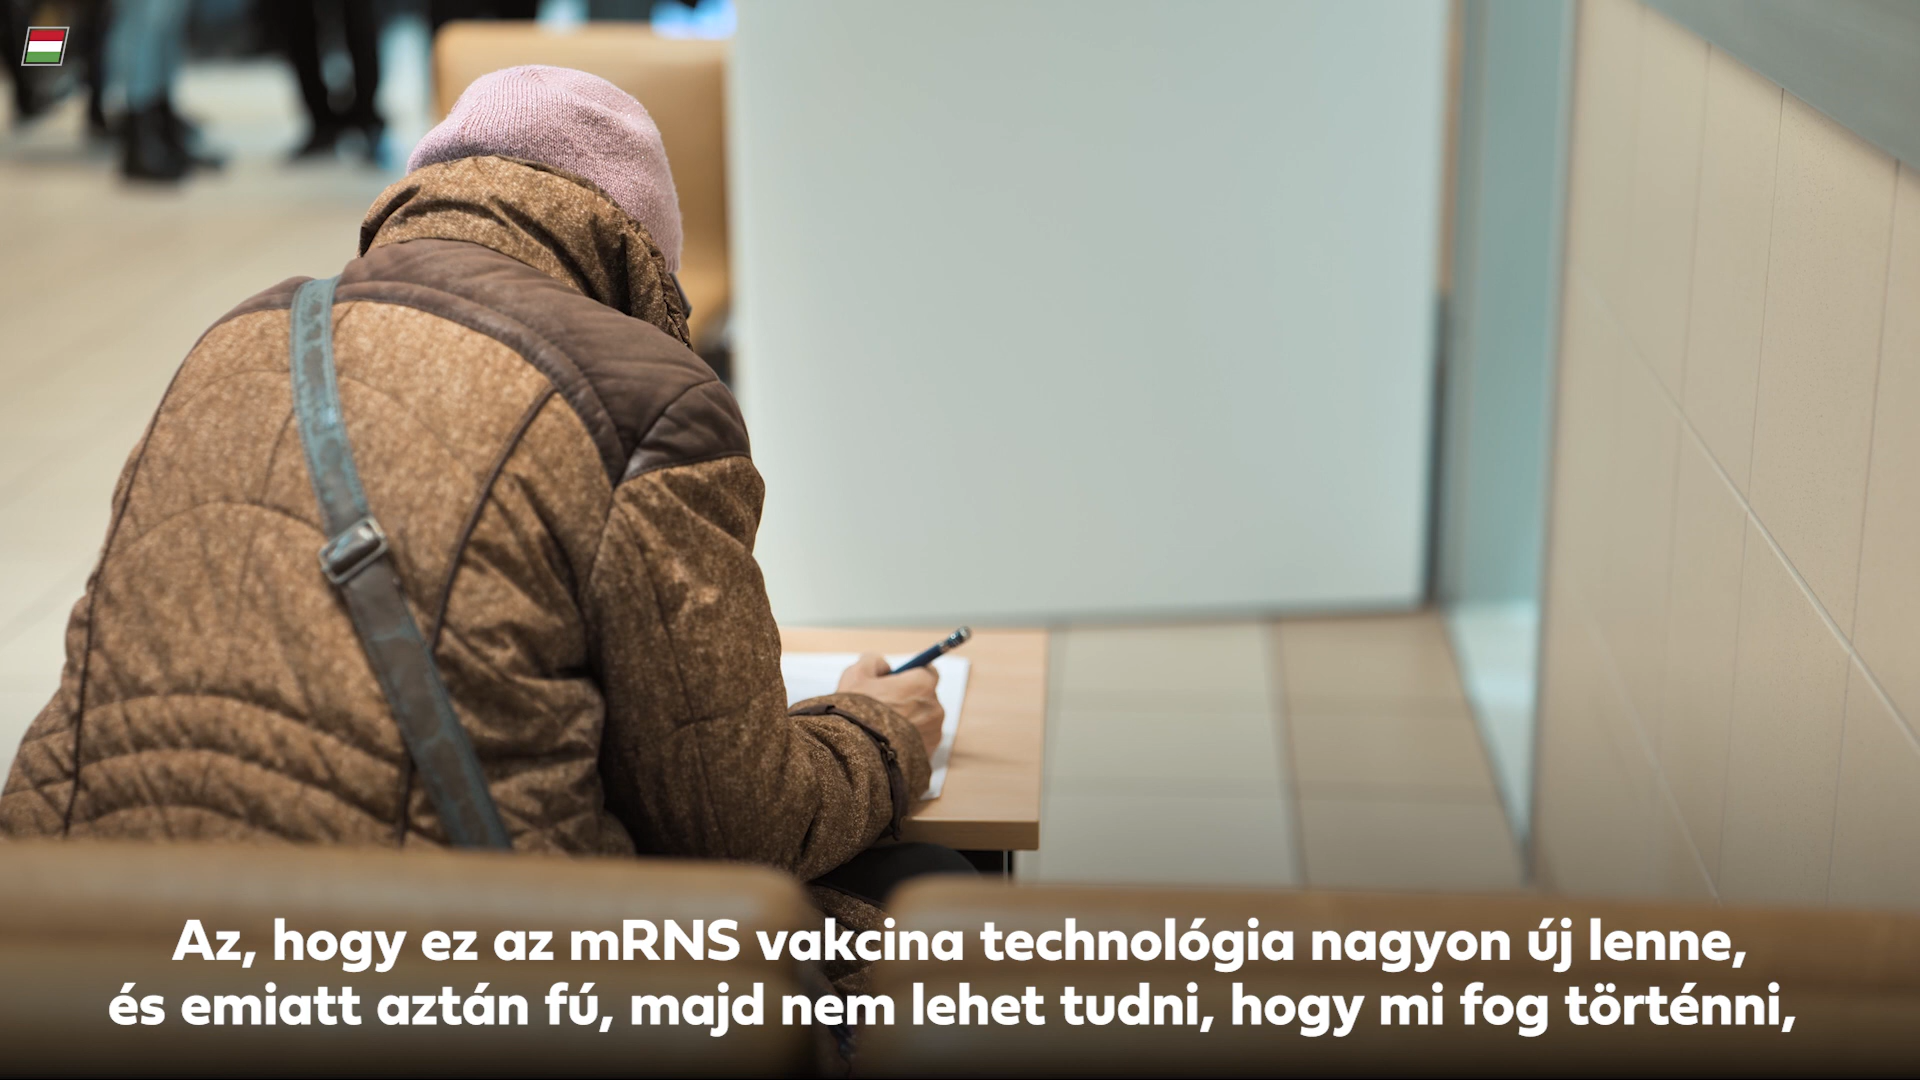 Az, hogy ez az mRNS vakcina technológia nagyon új lenne,
és emiatt aztán fú, majd nem lehet tudni, hogy mi fog történni,